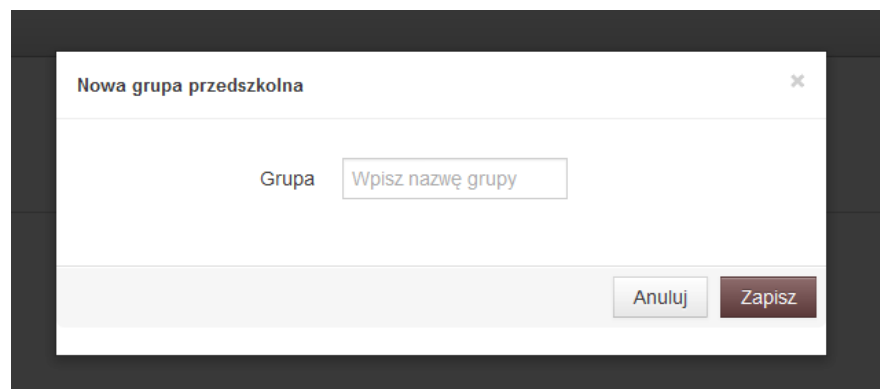 Nowa grupa przedszkolna
×
Grupa
Wpisz nazwę grupy
Anuluj
Zapisz